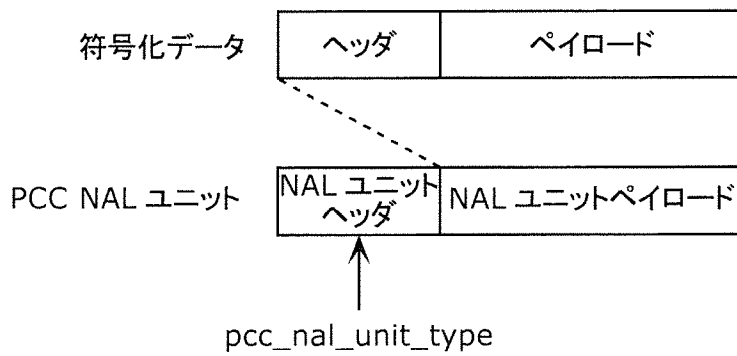 符号化データ
ヘッダ
ペイロード
PCC NAL ユニット
NAL ユニット
ヘッダ
NAL ユニットペイロード
pcc_nal_unit_type